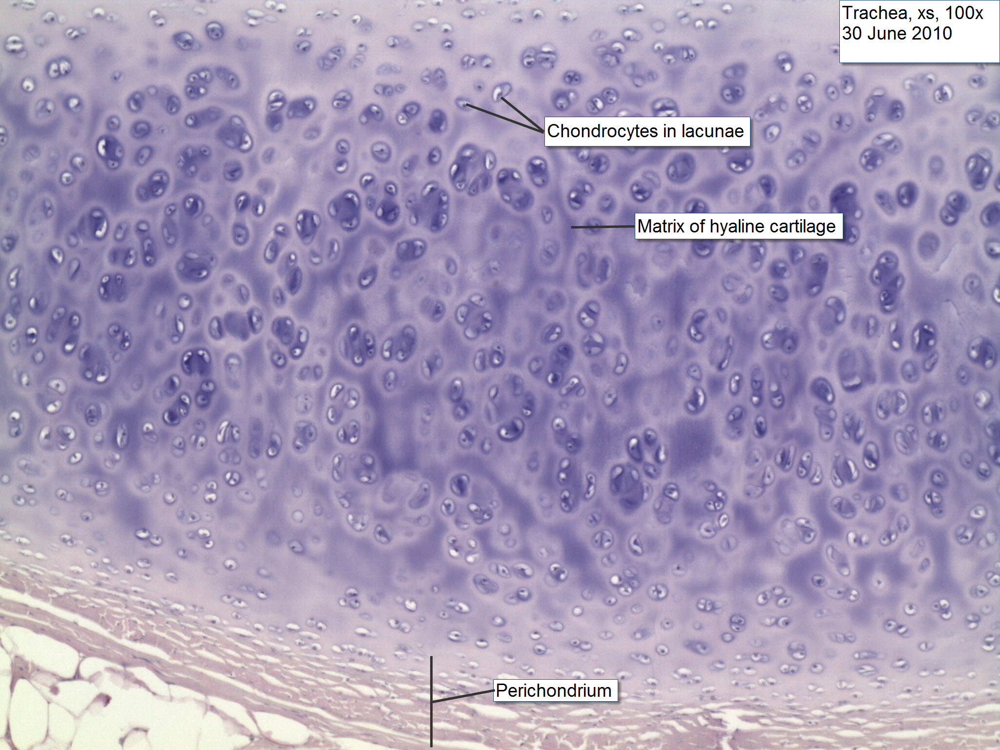 Trachea, xs, 100x
30 June 2010
Chondrocytes in lacunae
Matrix of hyaline cartilage
Perichondrium